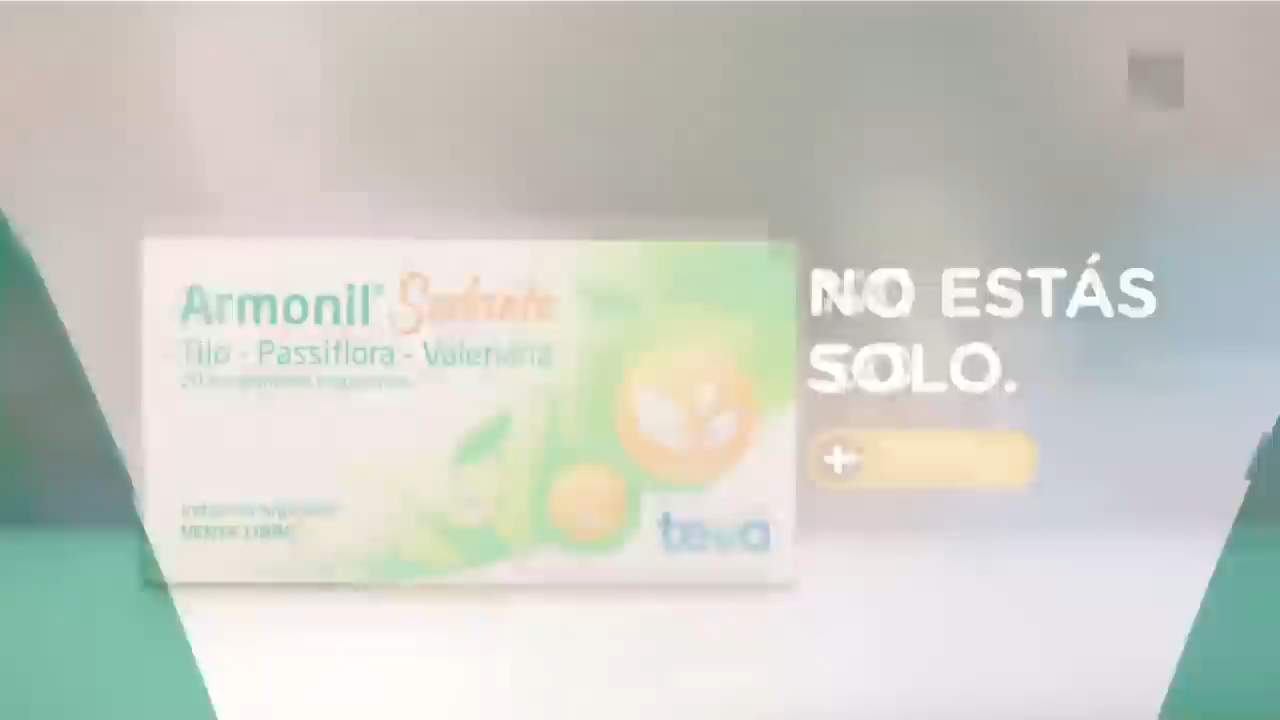 Armonil®
Tilo - Passiflora - Valeriana
VENTA LIBRE
teva
NO ESTÁS
SOLO.
+